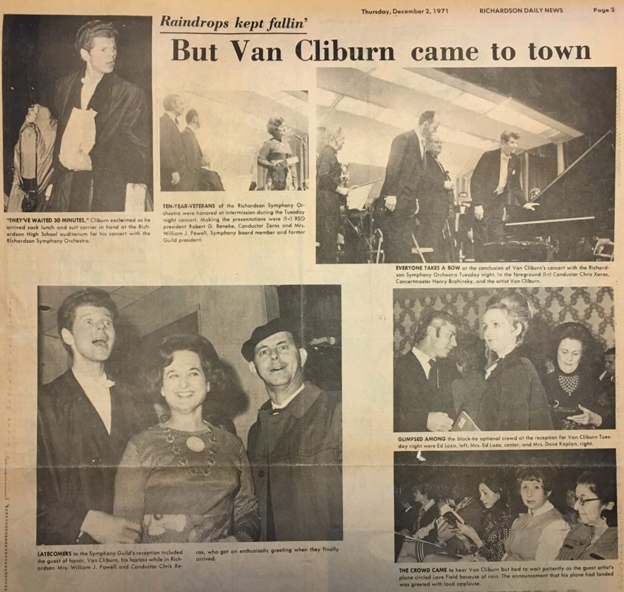 Thursday, December 2, 1971 RICHARDSON DAILY NEWS Page 3
Raindrops kept fallin'
But Van Cliburn came to town
"THEY'VE WAITED 30 MINUTES," Cliburn exclaimed as he
arrived sack lunch and suit carrier in hand at the Rich-
ardson High School auditorium for his concert with the
Richardson Symphony Orchestra.
TEN-YEAR-VETERANS of the Richardson Symphony Or-
chestra were honored at intermission during the Tuesday
night concert. Making the presentations were (l-r) RSO
president Robert G. Reneke, Conductor Zeras and Mrs.
William J. Powell, Symphony board member and former
Guild president.
EVERYONE TAKES A BOW at the conclusion of Van Cliburn's concert with the Richard-
son Symphony Orchestra Tuesday night. In the foreground (l-r) Conductor Chris Xeros,
Concertmaster Henry Brahinsky, and the artist Van Cliburn.
LATECOMERS to the Symphony Guild's reception included
the guest of honor, Van Cliburn, his hostess while in Rich-
ardson Mrs. William J. Powell and Conductor Chris Xe-
ros, who got an enthusiastic greeting when they finally
arrived.
GLIMPSED AMONG the black-tie optional crowd at the reception for Van Cliburn Tues-
day night were Ed Laza, left, Mrs. Ed Laza, center, and Mrs. Dave Kaplan, right.
THE CROWD CAME to hear Van Cliburn but had to wait patiently as the guest artist's
plane circled Love Field because of rain. The announcement that his plane had landed
was greeted with loud applause.